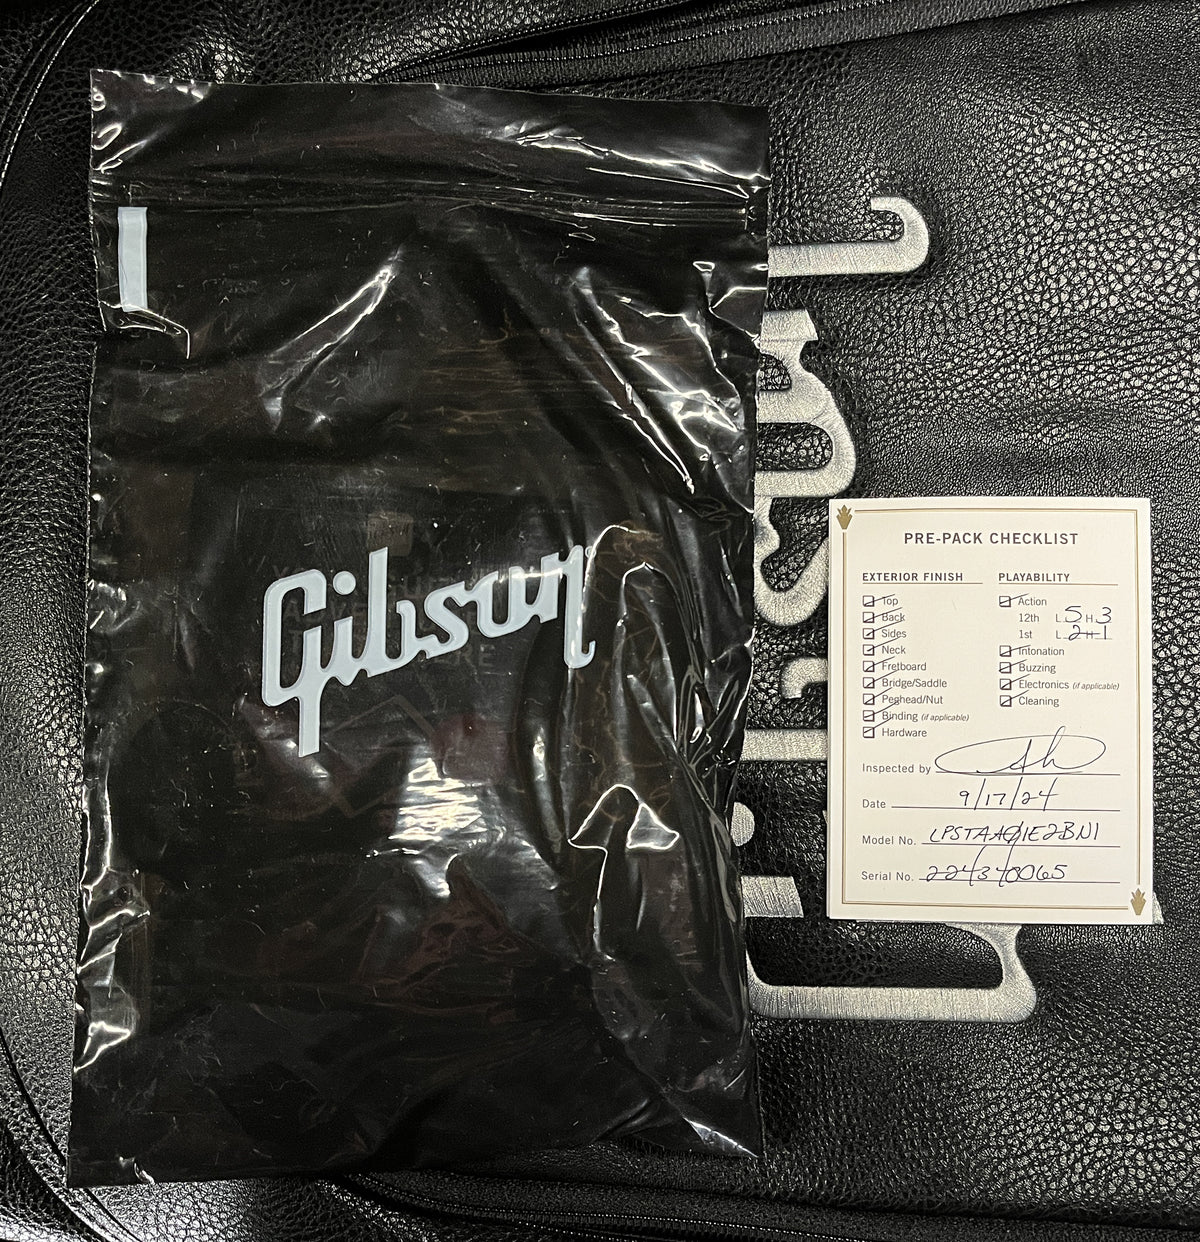 Gibson
PRE-PACK CHECKLIST
EXTERIOR FINISH
Top
Back
Sides
Neck
Fretboard
Bridge/Saddle
Peghead/Nut
Binding (if applicable)
Hardware
PLAYABILITY
Action
12th L 5 H 3
1st L 2 H 1
Intonation
Buzzing
Electronics (if applicable)
Cleaning
Inspected by
Date 9/17/24
Model No.
Serial No. 224340065